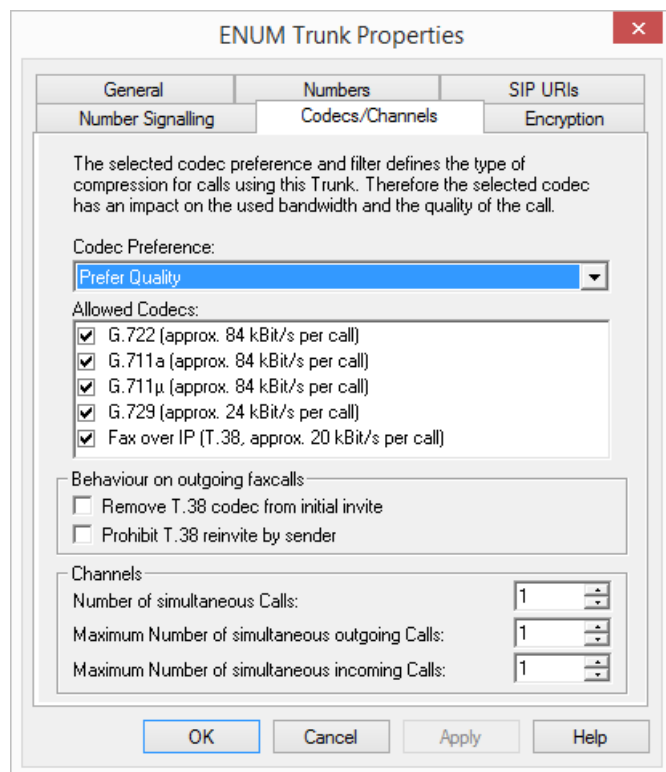 ENUM Trunk Properties
General Numbers SIP URIs
Number Signalling Codecs/Channels Encryption
The selected codec preference and filter defines the type of
compression for calls using this Trunk. Therefore the selected codec
has an impact on the used bandwidth and the quality of the call.
Codec Preference:
Prefer Quality
Allowed Codecs:
G.722 (approx. 84 kBit/s per call)
G.711a (approx. 84 kBit/s per call)
G.711µ (approx. 84 kBit/s per call)
G.729 (approx. 24 kBit/s per call)
Fax over IP (T.38, approx. 20 kBit/s per call)
Behaviour on outgoing faxcalls
Remove T.38 codec from initial invite
Prohibit T.38 reinvite by sender
Channels
Number of simultaneous Calls: 1
Maximum Number of simultaneous outgoing Calls: 1
Maximum Number of simultaneous incoming Calls: 1
OK Cancel Apply Help